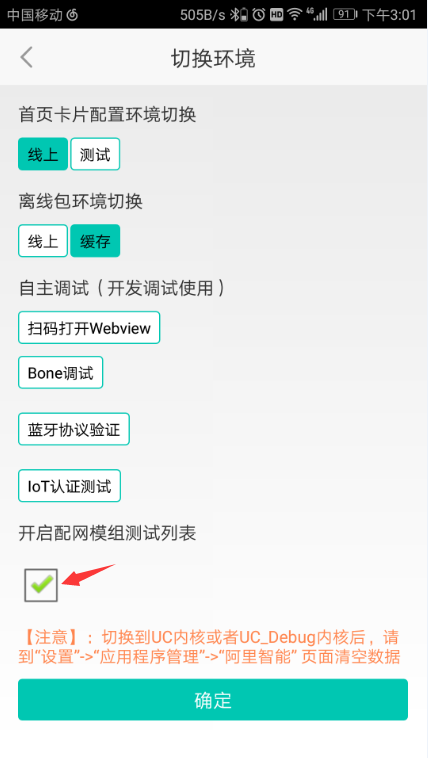 中国移动 505B/s HD 4G 91 下午3:01
切换环境
首页卡片配置环境切换
线上 测试
离线包环境切换
线上 缓存
自主调试（开发调试使用）
扫码打开Webview
Bone调试
蓝牙协议验证
IoT认证测试
开启配网模组测试列表
【注意】：切换到UC内核或者UC_Debug内核后，请
到“设置”->“应用程序管理”->“阿里智能” 页面清空数据
确定